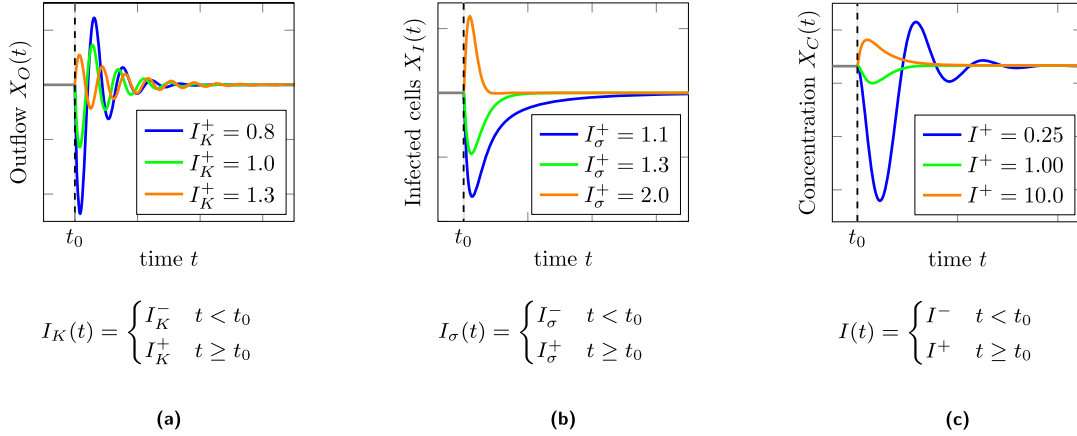 Outflow X_O(t)
I_K^+ = 0.8
I_K^+ = 1.0
I_K^+ = 1.3
t_0
time t
I_K(t) = { I_K^- t < t_0
I_K^+ t ≥ t_0
(a)
Infected cells X_I(t)
I_σ^+ = 1.1
I_σ^+ = 1.3
I_σ^+ = 2.0
t_0
time t
I_σ(t) = { I_σ^- t < t_0
I_σ^+ t ≥ t_0
(b)
Concentration X_C(t)
I^+ = 0.25
I^+ = 1.00
I^+ = 10.0
t_0
time t
I(t) = { I^- t < t_0
I^+ t ≥ t_0
(c)